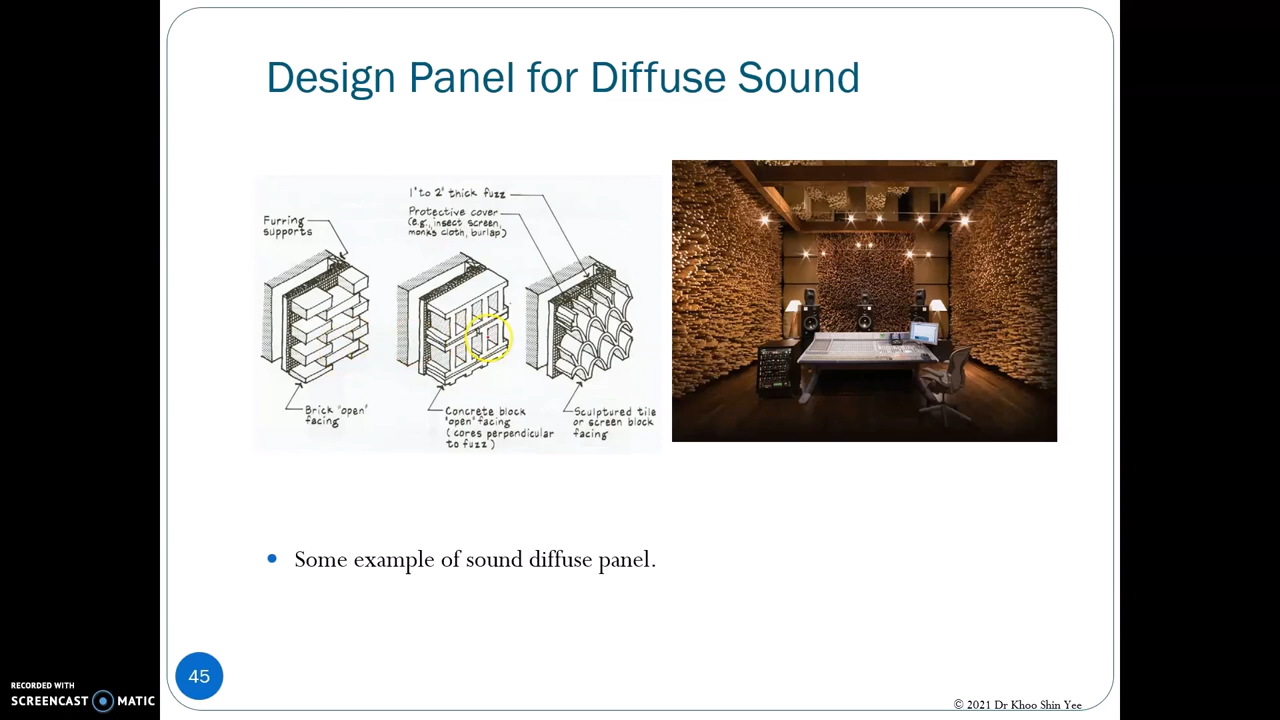 Design Panel for Diffuse Sound
1" to 2" thick fuzz
Furring
supports
Protective cover
(e.g., insect screen,
monks cloth, burlap)
Brick "open"
facing
Concrete block
"open" facing
(cores perpendicular
to fuzz)
Sculptured tile
or screen block
facing
Some example of sound diffuse panel.
45
RECORDED WITH
SCREENCAST MATIC
© 2021 Dr Khoo Shin Yee